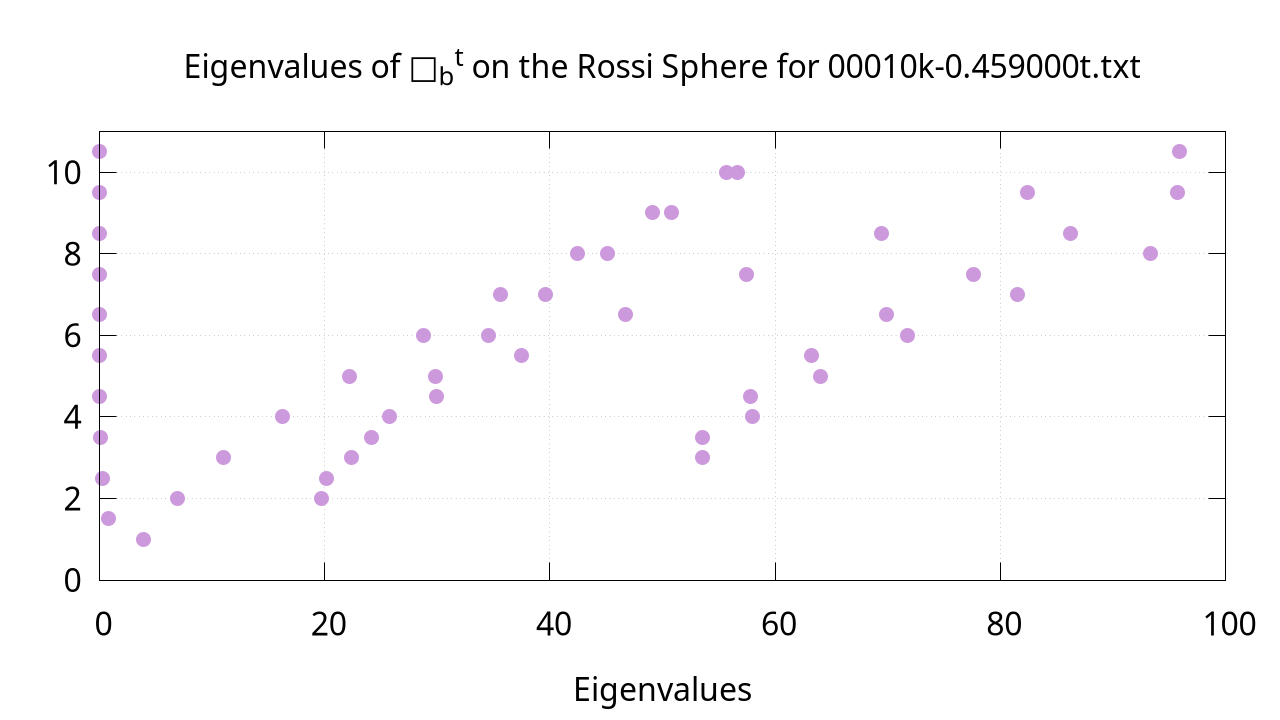 Eigenvalues of □bᵗ on the Rossi Sphere for 00010k-0.459000t.txt
10
8
6
4
2
0
0 20 40 60 80 100
Eigenvalues